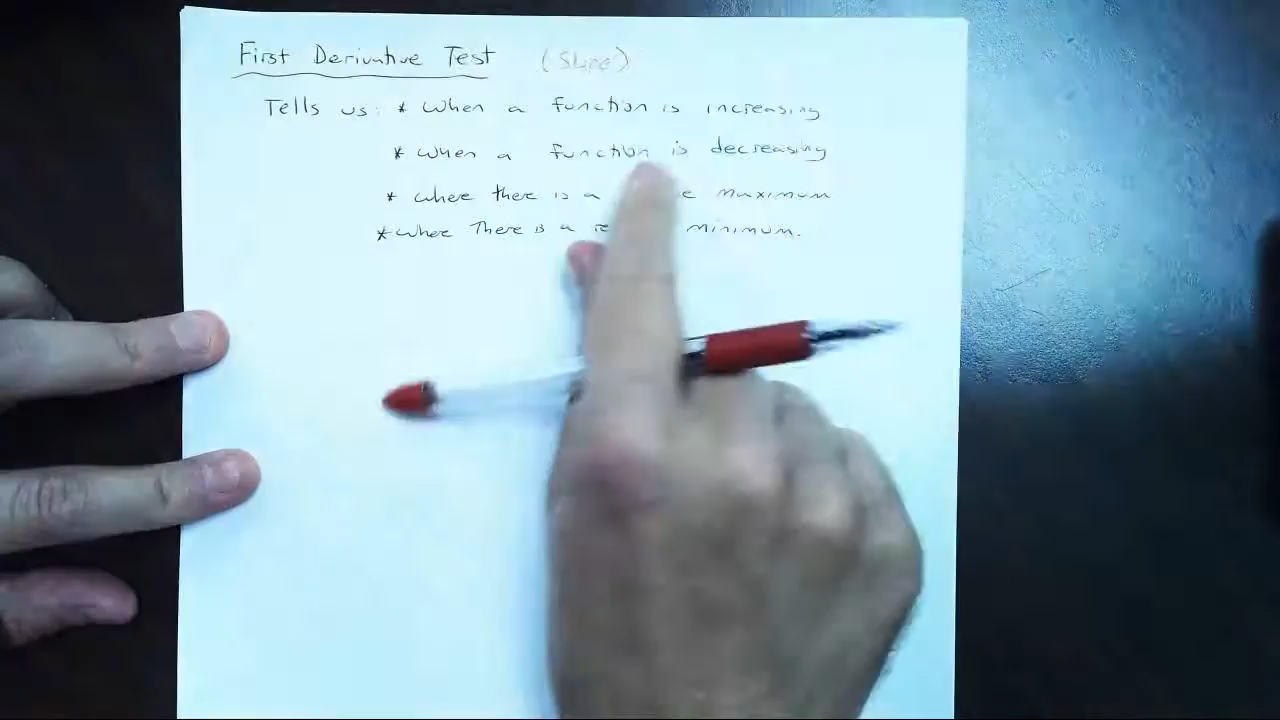 First Derivative Test (Slope)
Tells us: * When a function is increasing
* When a function is decreasing
* where there is a maximum
* where There is a minimum.